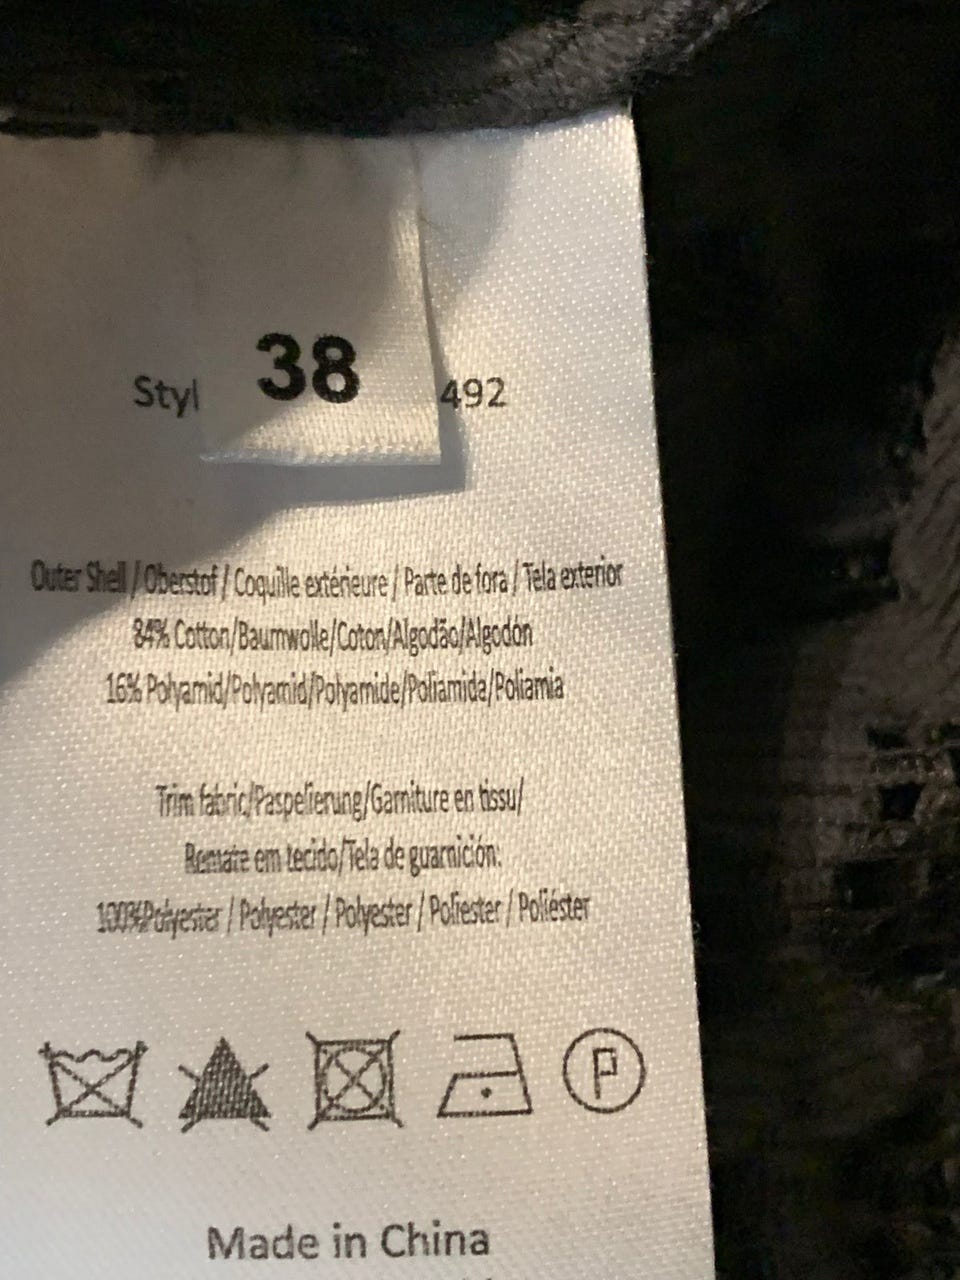 38
Styl 492
Outer Shell / Oberstof / Coquille extérieure / Parte de fora / Tela exterior
84% Cotton/Baumwolle/Coton/Algodão/Algodón
16% Polyamid/Polyamid/Polyamide/Poliamida/Poliamia
Trim fabric/Paspelierung/Garniture en tissu/
Remate em tecido/Tela de guarnición:
100%Polyester / Polyester / Polyester / Poliester / Poliéster
P
Made in China